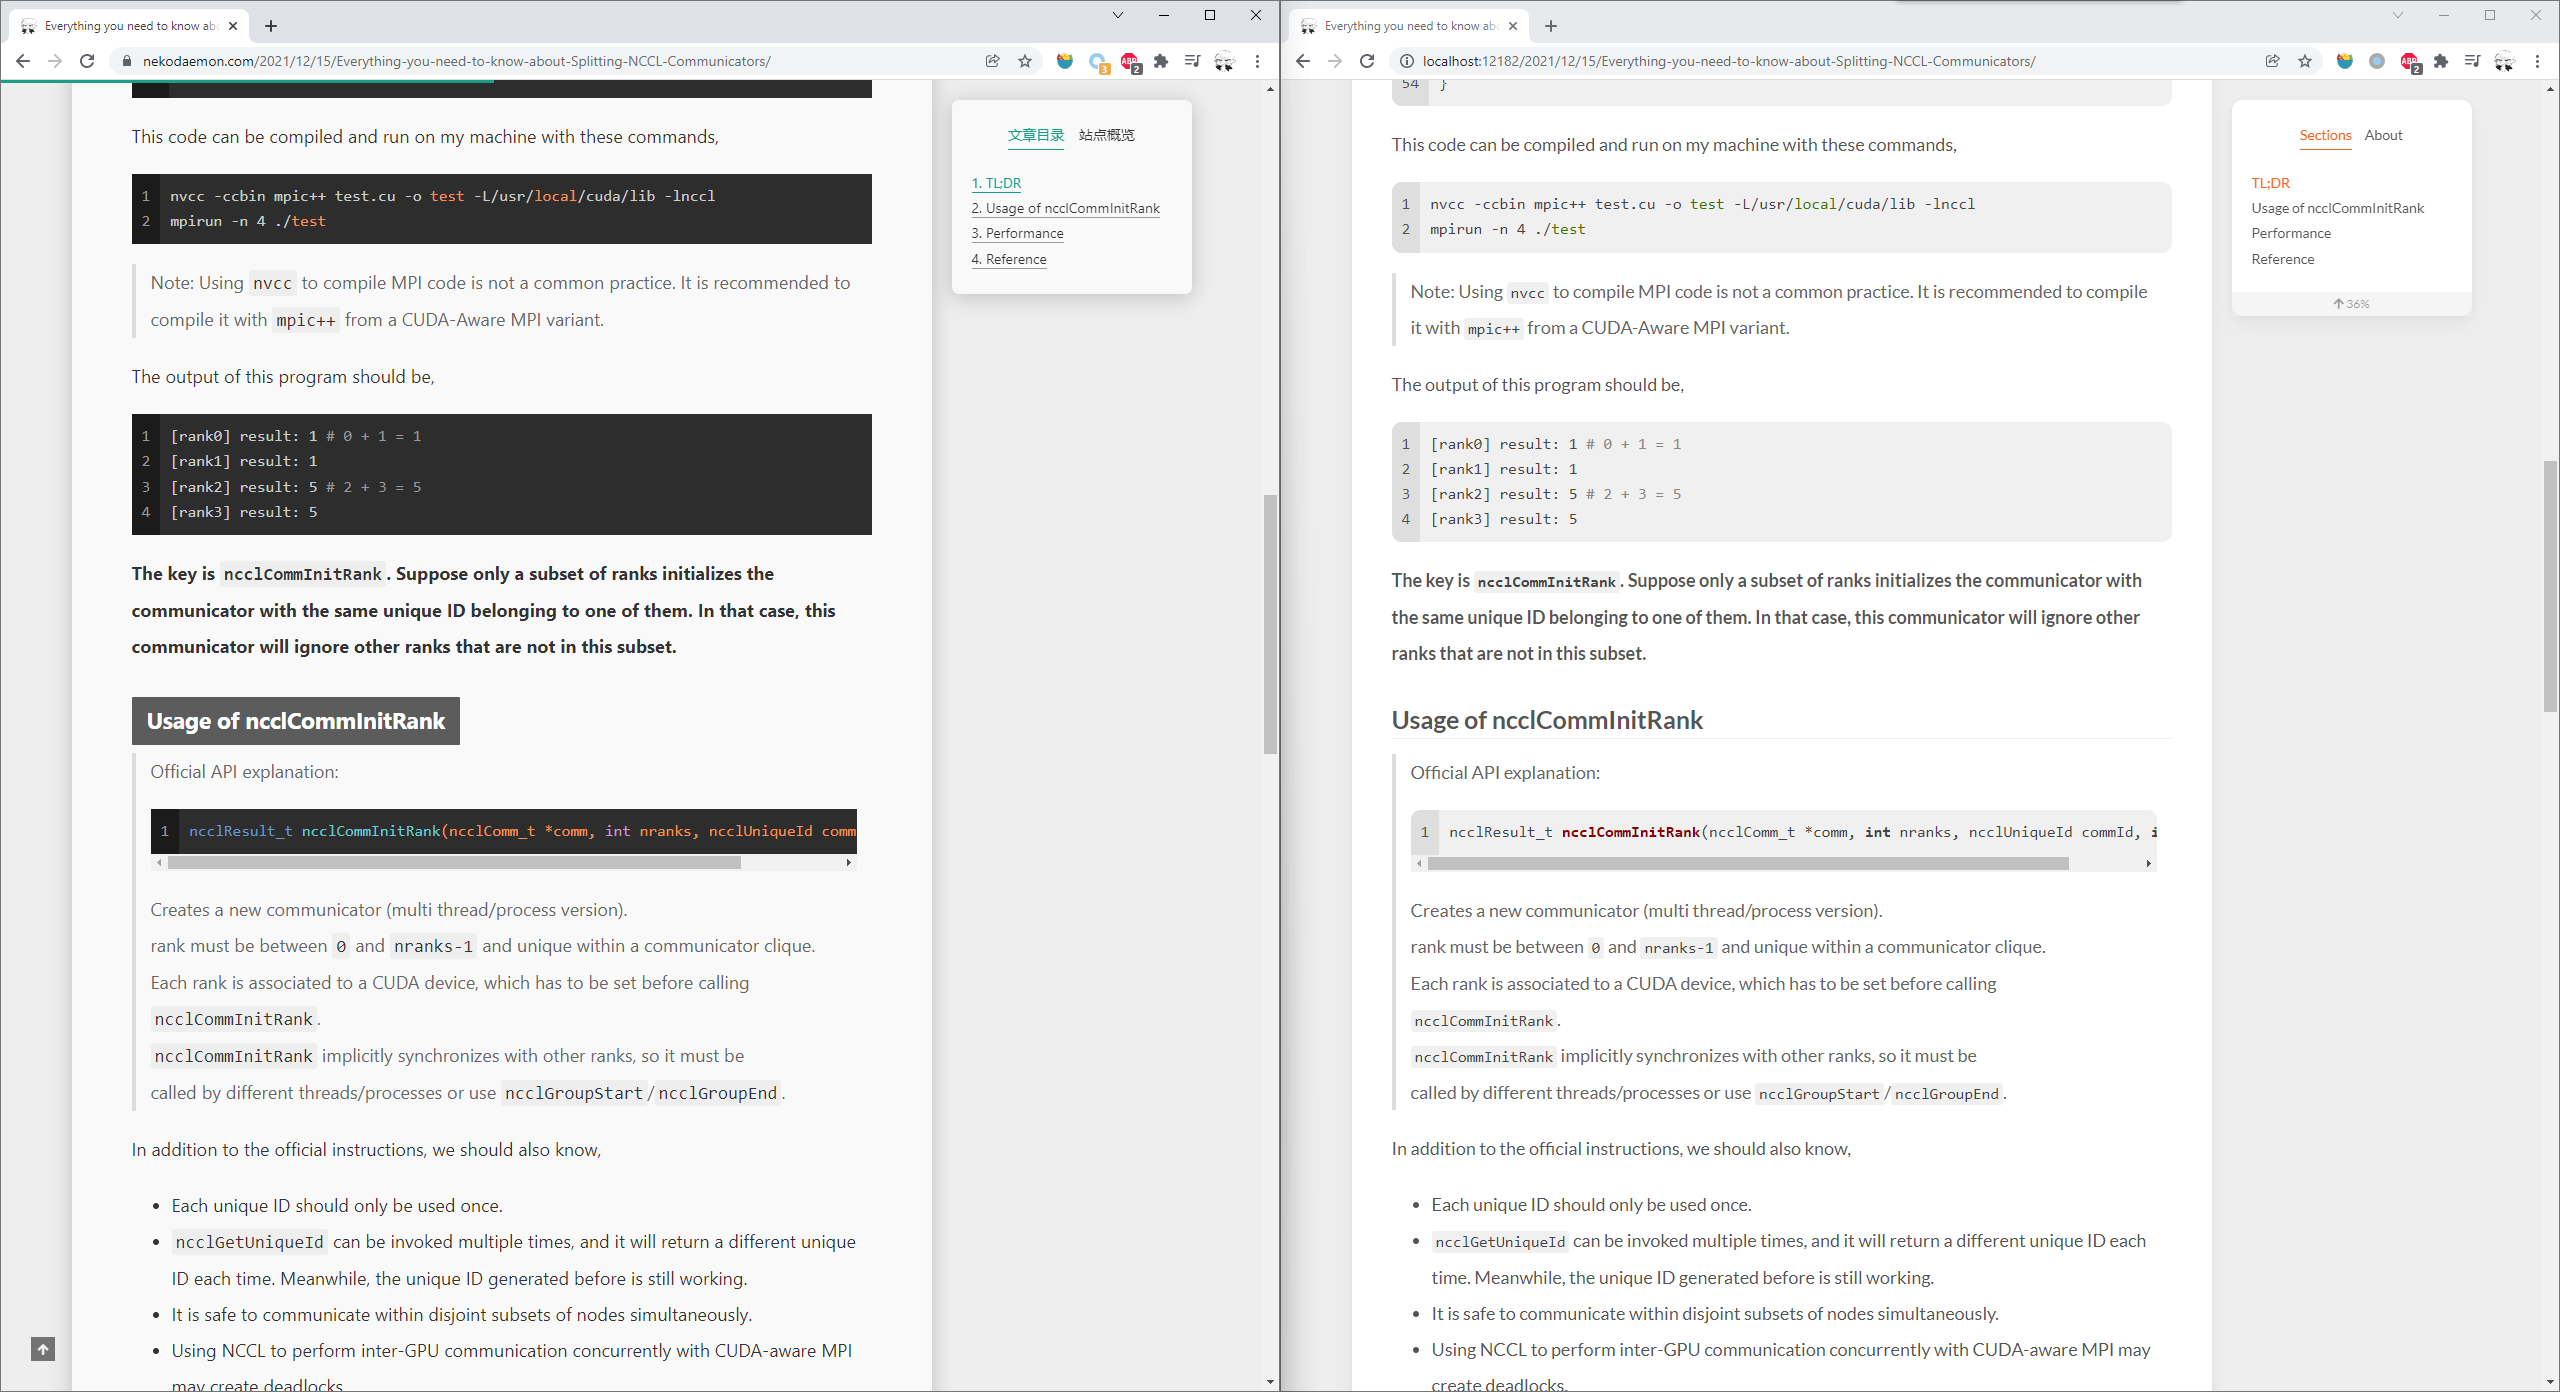 Everything you need to know abo
nekodaemon.com/2021/12/15/Everything-you-need-to-know-about-Splitting-NCCL-Communicators/
3
ABP
2
This code can be compiled and run on my machine with these commands,
1 nvcc -ccbin mpic++ test.cu -o test -L/usr/local/cuda/lib -lnccl
2 mpirun -n 4 ./test
Note: Using nvcc to compile MPI code is not a common practice. It is recommended to
compile it with mpic++ from a CUDA-Aware MPI variant.
The output of this program should be,
1 [rank0] result: 1 # 0 + 1 = 1
2 [rank1] result: 1
3 [rank2] result: 5 # 2 + 3 = 5
4 [rank3] result: 5
The key is ncclCommInitRank. Suppose only a subset of ranks initializes the
communicator with the same unique ID belonging to one of them. In that case, this
communicator will ignore other ranks that are not in this subset.
Usage of ncclCommInitRank
Official API explanation:
1 ncclResult_t ncclCommInitRank(ncclComm_t *comm, int nranks, ncclUniqueId comm
Creates a new communicator (multi thread/process version).
rank must be between 0 and nranks-1 and unique within a communicator clique.
Each rank is associated to a CUDA device, which has to be set before calling
ncclCommInitRank.
ncclCommInitRank implicitly synchronizes with other ranks, so it must be
called by different threads/processes or use ncclGroupStart/ncclGroupEnd.
In addition to the official instructions, we should also know,
• Each unique ID should only be used once.
• ncclGetUniqueId can be invoked multiple times, and it will return a different unique
ID each time. Meanwhile, the unique ID generated before is still working.
• It is safe to communicate within disjoint subsets of nodes simultaneously.
• Using NCCL to perform inter-GPU communication concurrently with CUDA-aware MPI
may create deadlocks.
文章目录 站点概览
1. TL;DR
2. Usage of ncclCommInitRank
3. Performance
4. Reference
Everything you need to know abo
localhost:12182/2021/12/15/Everything-you-need-to-know-about-Splitting-NCCL-Communicators/
ABP
2
54 }
This code can be compiled and run on my machine with these commands,
1 nvcc -ccbin mpic++ test.cu -o test -L/usr/local/cuda/lib -lnccl
2 mpirun -n 4 ./test
Note: Using nvcc to compile MPI code is not a common practice. It is recommended to compile
it with mpic++ from a CUDA-Aware MPI variant.
The output of this program should be,
1 [rank0] result: 1 # 0 + 1 = 1
2 [rank1] result: 1
3 [rank2] result: 5 # 2 + 3 = 5
4 [rank3] result: 5
The key is ncclCommInitRank. Suppose only a subset of ranks initializes the communicator with
the same unique ID belonging to one of them. In that case, this communicator will ignore other
ranks that are not in this subset.
Usage of ncclCommInitRank
Official API explanation:
1 ncclResult_t ncclCommInitRank(ncclComm_t *comm, int nranks, ncclUniqueId commId, i
Creates a new communicator (multi thread/process version).
rank must be between 0 and nranks-1 and unique within a communicator clique.
Each rank is associated to a CUDA device, which has to be set before calling
ncclCommInitRank.
ncclCommInitRank implicitly synchronizes with other ranks, so it must be
called by different threads/processes or use ncclGroupStart/ncclGroupEnd.
In addition to the official instructions, we should also know,
• Each unique ID should only be used once.
• ncclGetUniqueId can be invoked multiple times, and it will return a different unique ID each
time. Meanwhile, the unique ID generated before is still working.
• It is safe to communicate within disjoint subsets of nodes simultaneously.
• Using NCCL to perform inter-GPU communication concurrently with CUDA-aware MPI may
create deadlocks.
Sections About
TL;DR
Usage of ncclCommInitRank
Performance
Reference
36%